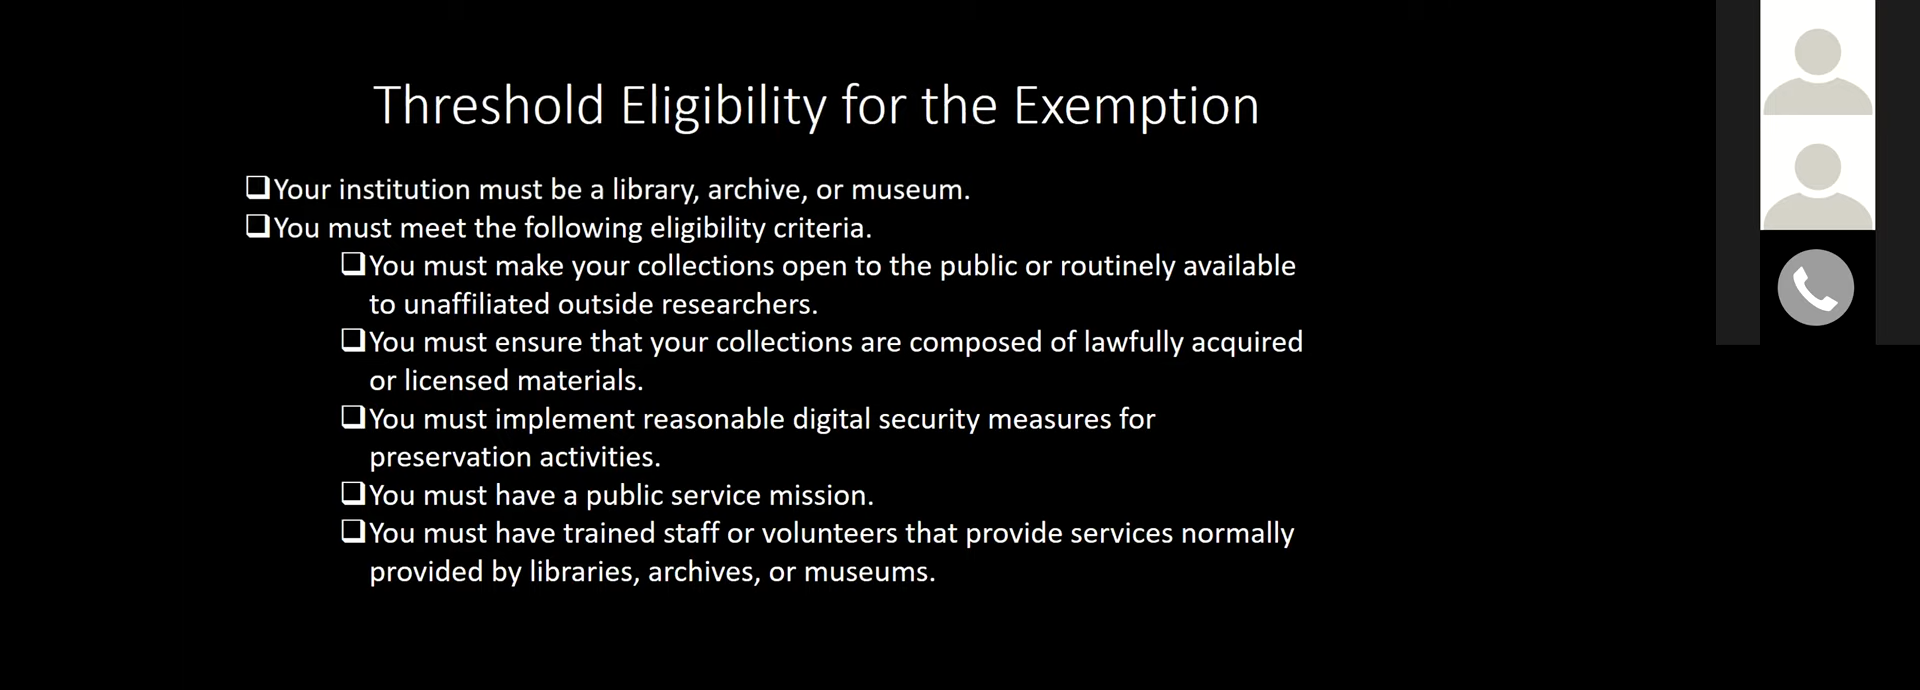 Threshold Eligibility for the Exemption
Your institution must be a library, archive, or museum.
You must meet the following eligibility criteria.
You must make your collections open to the public or routinely available
to unaffiliated outside researchers.
You must ensure that your collections are composed of lawfully acquired
or licensed materials.
You must implement reasonable digital security measures for
preservation activities.
You must have a public service mission.
You must have trained staff or volunteers that provide services normally
provided by libraries, archives, or museums.